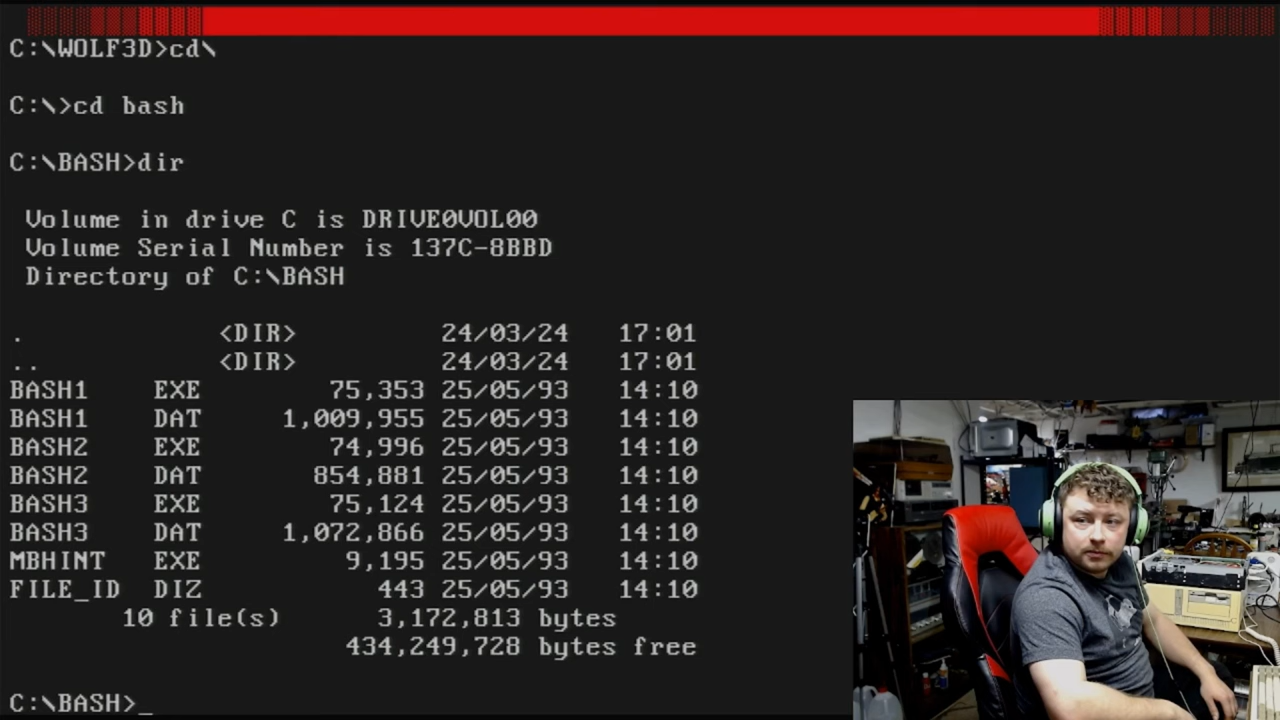 C:\WOLF3D>cd\
C:\>cd bash
C:\BASH>dir
Volume in drive C is DRIVE0VOL00
Volume Serial Number is 137C-8BBD
Directory of C:\BASH
. <DIR> 24/03/24 17:01
.. <DIR> 24/03/24 17:01
BASH1 EXE 75,353 25/05/93 14:10
BASH1 DAT 1,009,955 25/05/93 14:10
BASH2 EXE 74,996 25/05/93 14:10
BASH2 DAT 854,881 25/05/93 14:10
BASH3 EXE 75,124 25/05/93 14:10
BASH3 DAT 1,072,866 25/05/93 14:10
MBHINT EXE 9,195 25/05/93 14:10
FILE_ID DIZ 443 25/05/93 14:10
10 file(s) 3,172,813 bytes
434,249,728 bytes free
C:\BASH>_